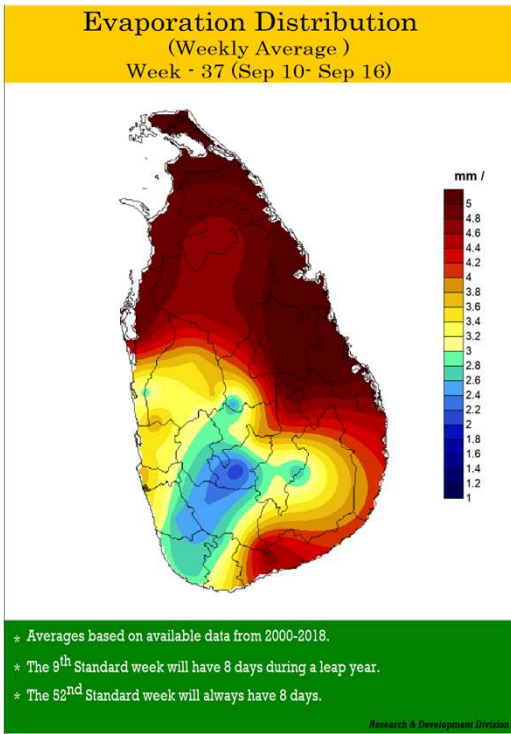 Evaporation Distribution
(Weekly Average )
Week - 37 (Sep 10- Sep 16)
mm /
5
4.8
4.6
4.4
4.2
4
3.8
3.6
3.4
3.2
3
2.8
2.6
2.4
2.2
2
1.8
1.6
1.4
1.2
1
* Averages based on available data from 2000-2018.
* The 9th Standard week will have 8 days during a leap year.
* The 52nd Standard week will always have 8 days.
Research & Development Division